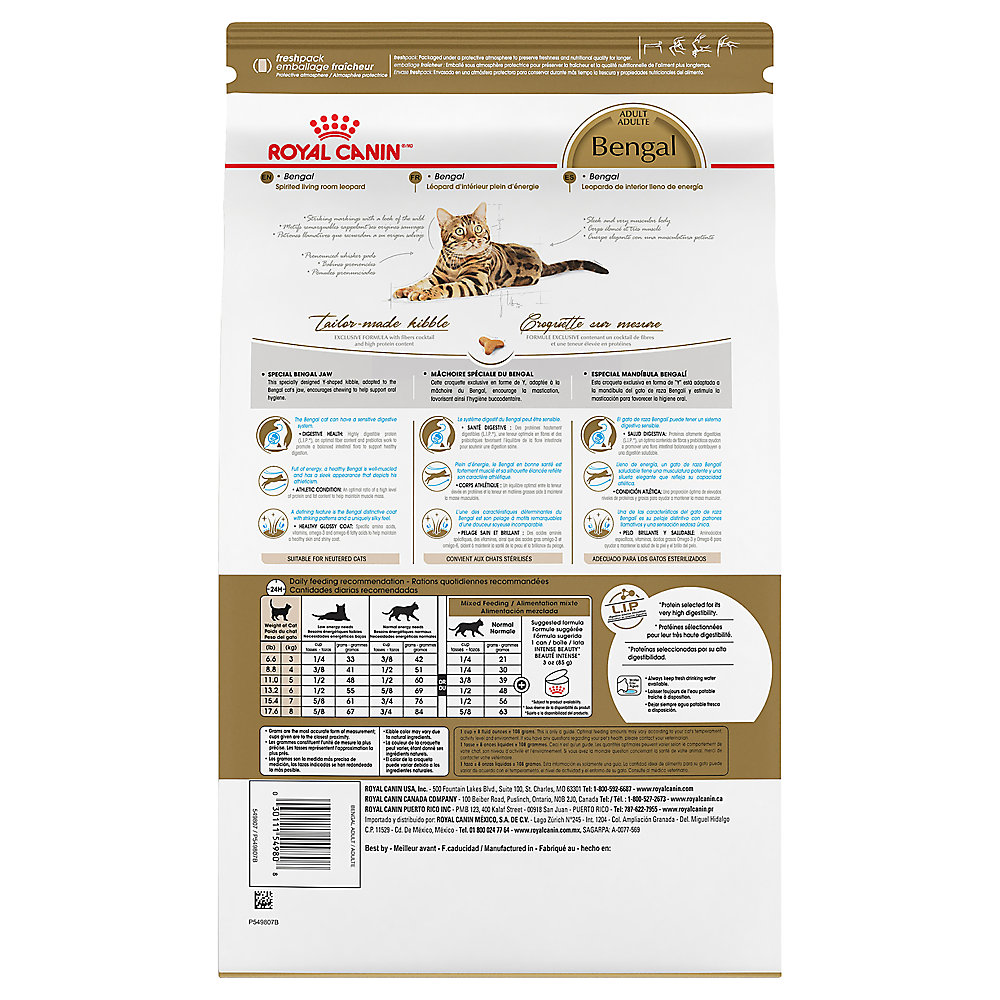 freshpack
emballage fraîcheur
Protective atmosphere / Atmosphère protectrice
freshpack: Packaged under a protective atmosphere to preserve freshness and nutritional quality for longer.
emballage fraîcheur : Emballé sous atmosphère protectrice pour préserver la fraîcheur et la qualité nutritionnelle de l'aliment plus longtemps.
Envase freshpack: Envasado en una atmósfera protectora para conservar durante más tiempo la frescura y propiedades nutricionales del alimento.
ROYAL CANIN
ADULT
ADULTE
Bengal
EN • Bengal
Spirited living room leopard
FR • Bengal
Léopard d'intérieur plein d'énergie
ES • Bengal
Leopardo de interior lleno de energía
• Striking markings with a look of the wild
• Motifs remarquables rappelant ses origines sauvages
• Patrones llamativos que recuerdan a su origen salvaje
• Pronounced whisker pads
• Babines prononcées
• Pómulos pronunciados
• Sleek and very muscular body
• Corps élancé et très musclé
• Cuerpo elegante con una musculatura potente
Tailor-made kibble
EXCLUSIVE FORMULA with fibers cocktail
and high protein content
Croquette sur mesure
FORMULE EXCLUSIVE contenant un cocktail de fibres
et une teneur élevée en protéines
• SPECIAL BENGAL JAW
This specially designed Y-shaped kibble, adapted to the
Bengal cat's jaw, encourages chewing to help support oral
hygiene.
• MÂCHOIRE SPÉCIALE DU BENGAL
Cette croquette exclusive en forme de Y, adaptée à la
mâchoire du Bengal, encourage la mastication,
favorisant ainsi l'hygiène buccodentaire.
• ESPECIAL MANDÍBULA BENGALÍ
Esta croqueta exclusiva en forma de "Y" está adaptada a
la mandíbula del gato de raza Bengalí y estimula la
masticación para favorecer la higiene oral.
The Bengal cat can have a sensitive digestive
system.
• DIGESTIVE HEALTH: Highly digestible protein
(L.I.P.*), an optimal fiber content and prebiotics work to
promote a balanced intestinal flora to support healthy
digestion.
Full of energy, a healthy Bengal is well-muscled
and has a sleek appearance that depicts his
athleticism.
• ATHLETIC CONDITION: An optimal ratio of a high level
of protein and fat content to help maintain muscle mass.
A defining feature is the Bengal distinctive coat
with striking patterns and a uniquely silky feel.
• HEALTHY GLOSSY COAT: Specific amino acids,
vitamins, omega-3 and omega-6 fatty acids to help maintain
a healthy skin and shiny coat.
SUITABLE FOR NEUTERED CATS
Le système digestif du Bengal peut être sensible
• SANTÉ DIGESTIVE : Des protéines hautement
digestibles (L.I.P.*), une teneur optimale en fibres et des
prébiotiques favorisent l'équilibre de la flore intestinale
pour soutenir une digestion saine.
Plein d'énergie, le Bengal en bonne santé est
fortement musclé et sa silhouette élancée reflète
son caractère athlétique
• CORPS ATHLÉTIQUE : Un équilibre optimal entre la teneur
élevée en protéines et la teneur en matières grasses aide à maintenir
la masse musculaire.
L'une des caractéristiques déterminantes du
Bengal est son pelage à motifs remarquables
d'une douceur soyeuse incomparable.
• PELAGE SAIN ET BRILLANT : Des acides aminés
spécifiques, des vitamines, ainsi que des acides gras oméga-3 et
oméga-6, aident à maintenir la santé de la peau et la brillance du pelage.
CONVIENT AUX CHATS STÉRILISÉS
El gato de raza Bengalí puede tener un sistema
digestivo sensible
• SALUD DIGESTIVA: Proteínas altamente digestibles
(L.I.P.*), un óptimo contenido de fibras y prebióticos ayudan
a promover una flora intestinal balanceada y contribuyen a
una digestión saludable.
Lleno de energía, un gato de raza Bengalí
saludable tiene una musculatura potente y una
silueta elegante que refleja su capacidad
atlética
• CONDICIÓN ATLÉTICA: Una proporción óptima de elevados
niveles de proteínas y grasas para ayudar a mantener la masa muscular.
Una de las características del gato de raza
Bengalí es su pelaje distintivo con patrones
llamativos y una sensación sedosa única.
• PELO BRILLANTE Y SALUDABLE: Aminoácidos
específicos, vitaminas, ácidos grasos Omega-3 y Omega-6 para
ayudar a mantener la salud de la piel y el brillo del pelo.
ADECUADO PARA LOS GATOS ESTERILIZADOS
24H
Daily feeding recommendation - Rations quotidiennes recommandées
Cantidades diarias recomendadas
Weight of Cat
Poids du chat
Peso del gato
Low energy needs
Besoins énergétiques faibles
Necesidades energéticas bajas
Normal energy needs
Besoins énergétiques normaux
Necesidades energéticas normales
Mixed Feeding / Alimentation mixte
Alimentación mezclada
Normal
Normale
(lb) (kg) cup tasses - tazas grams - grammes gramos cup tasses - tazas grams - grammes gramos cup tasses - tazas grams - grammes gramos
6.6 3 1/4 33 3/8 42 1/4 21
8.8 4 3/8 41 1/2 51 1/4 30
11.0 5 1/2 48 1/2 60 3/8 39
13.2 6 1/2 55 5/8 69 1/2 48
15.4 7 5/8 61 3/4 76 1/2 56
17.6 8 5/8 67 3/4 84 5/8 63
OR
OU
Suggested formula
Formule suggérée
Fórmula sugerida
1 can / boîte / lata
INTENSE BEAUTY*
BEAUTÉ INTENSE*
3 oz (85 g)
ROYAL CANIN
*Subject to product availability.
*Sous réserve de la disponibilité du produit.
*Sujeto a la disponibilidad del producto.
L.I.P.
*Protein selected for its
very high digestibility.
*Protéines sélectionnées
pour leur très haute digestibilité.
*Proteínas seleccionadas por su alta
digestibilidad.
• Always keep fresh drinking water
available.
• Laisser toujours de l'eau potable
fraîche à disposition.
• Dejar siempre agua potable fresca
a disposición.
• Grams are the most accurate form of measurement;
cups given are to the closest proximity.
• Les grammes constituent l'unité de mesure la plus
précise. Les tasses représentent l'approximation la
plus près.
• Los gramos son la medida más precisa de
medición, las tazas indicadas se han redondeada
la más posible.
• Kibble color may vary due
to natural ingredients.
• La couleur de la croquette
peut varier, étant donné ses
ingrédients naturels.
• El color de la croqueta
puede variar debido a los
ingredientes naturales.
1 cup = 8 fluid ounces = 108 grams. This is only a guide. Optimal feeding amounts may vary according to your cat's temperament,
activity level and environment. If you have any questions regarding your pet's health, please contact your veterinarian.
1 tasse = 8 onces liquides = 108 grammes. Ceci n'est qu'un guide. Les quantités optimales peuvent varier selon le comportement de
votre chat, son niveau d'activité et l'environnement. Si vous avez la moindre question concernant la santé de votre animal, merci de
contacter votre médecin vétérinaire.
1 taza = 8 onzas líquidas = 108 gramos. Esta información es solamente una guía. La cantidad ideal de alimento para su gato puede
variar de acuerdo con el temperamento, el nivel de actividad y el entorno de su gato. Consulte al médico veterinario.
ROYAL CANIN USA, Inc. - 500 Fountain Lakes Blvd., Suite 100, St. Charles, MO 63301 Tel: 1-800-592-6687 - www.royalcanin.com
ROYAL CANIN CANADA COMPANY - 100 Beiber Road, Puslinch, Ontario, N0B 2J0, Canada Tel.: / Tél. : 1-800-527-2673 - www.royalcanin.ca
ROYAL CANIN PUERTO RICO INC - P.M.B 123, 400 Kalaf Street - 00918 San Juan - PUERTO RICO - Tel: 787-622-7955 - www.royalcanin.pr
Importada y distribuida por: ROYAL CANIN MÉXICO, S.A. DE C.V. - Lago Zúrich N°245 - Int. 1204 - Col. Ampliación Granada - Del. Miguel Hidalgo
C.P. 11529 - Cd. De México, México - Tel. 01 800 024 77 64 - www.royalcanin.com.mx, SAGARPA: A-0077-569
Best by - Meilleur avant - F.caducidad / Manufactured in - Fabriqué au - hecho en:
549807 / P549807B
0 30111 54980 8
BENGAL ADULT / ADULTE
P549807B